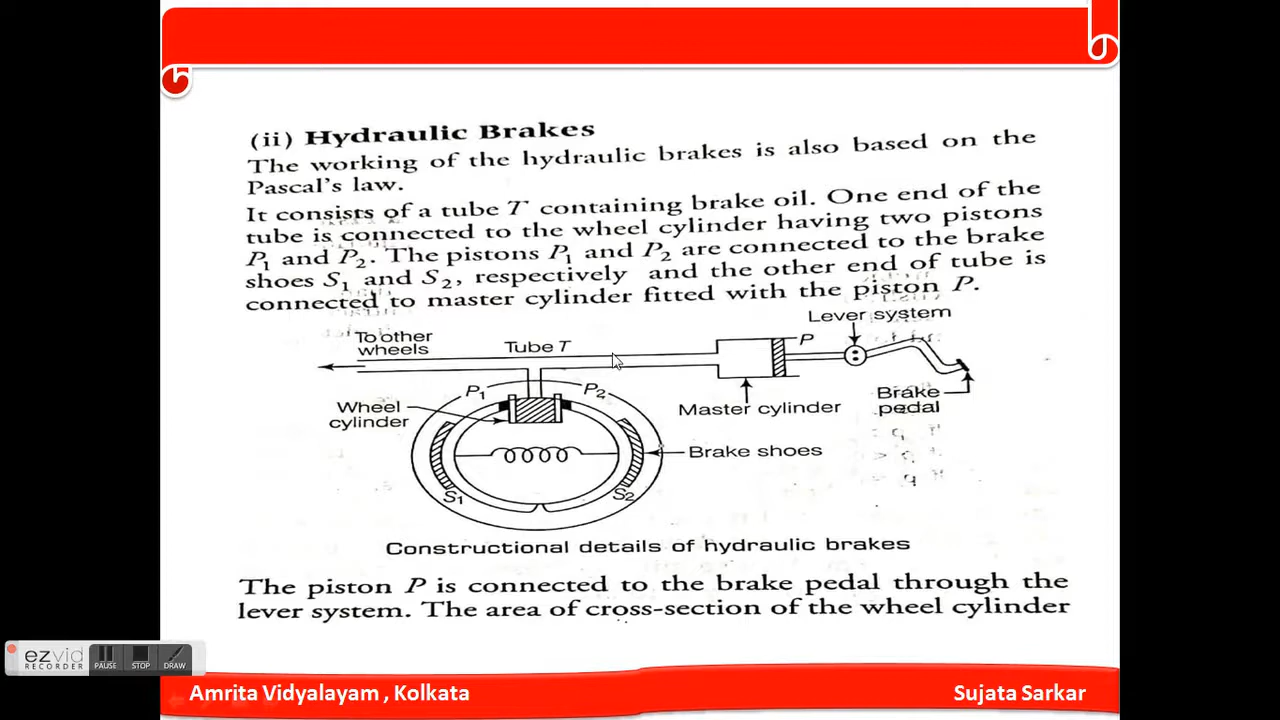 (ii) Hydraulic Brakes
The working of the hydraulic brakes is also based on the
Pascal's law.
It consists of a tube T containing brake oil. One end of the
tube is connected to the wheel cylinder having two pistons
P1 and P2. The pistons P1 and P2 are connected to the brake
shoes S1 and S2, respectively and the other end of tube is
connected to master cylinder fitted with the piston P.
Lever system
To other
wheels
Tube T
P
P1
P2
Brake
pedal
Wheel
cylinder
Master cylinder
Brake shoes
S1
S2
Constructional details of hydraulic brakes
The piston P is connected to the brake pedal through the
lever system. The area of cross-section of the wheel cylinder
ezvid
RECORDER
PAUSE
STOP
DRAW
Amrita Vidyalayam , Kolkata
Sujata Sarkar